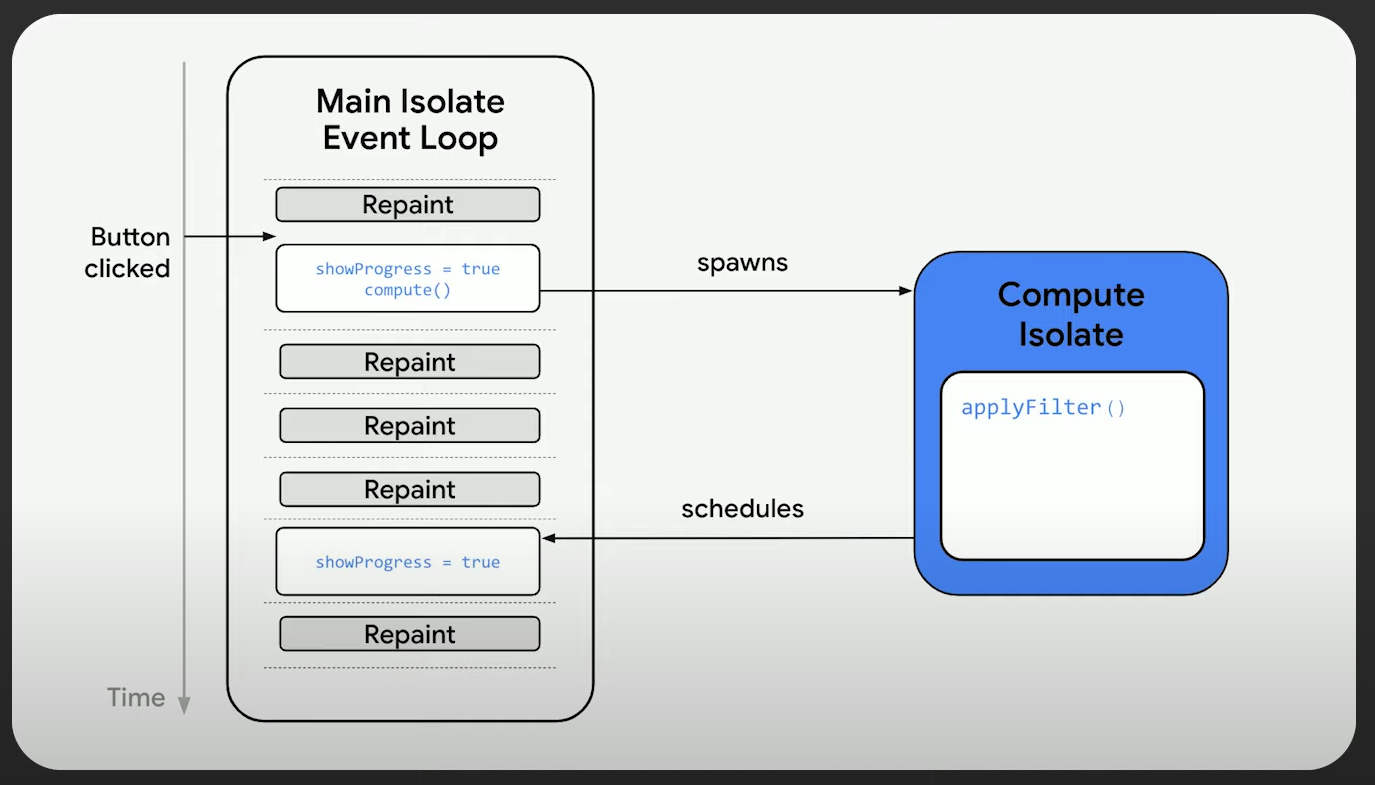 Main Isolate
Event Loop
Repaint
Button
clicked
showProgress = true
compute()
spawns
Compute
Isolate
Repaint
applyFilter()
Repaint
Repaint
schedules
showProgress = true
Repaint
Time